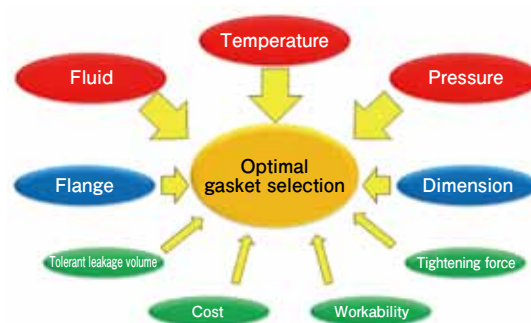 Temperature
Fluid
Pressure
Optimal
gasket selection
Flange
Dimension
Tolerant leakage volume
Tightening force
Cost
Workability